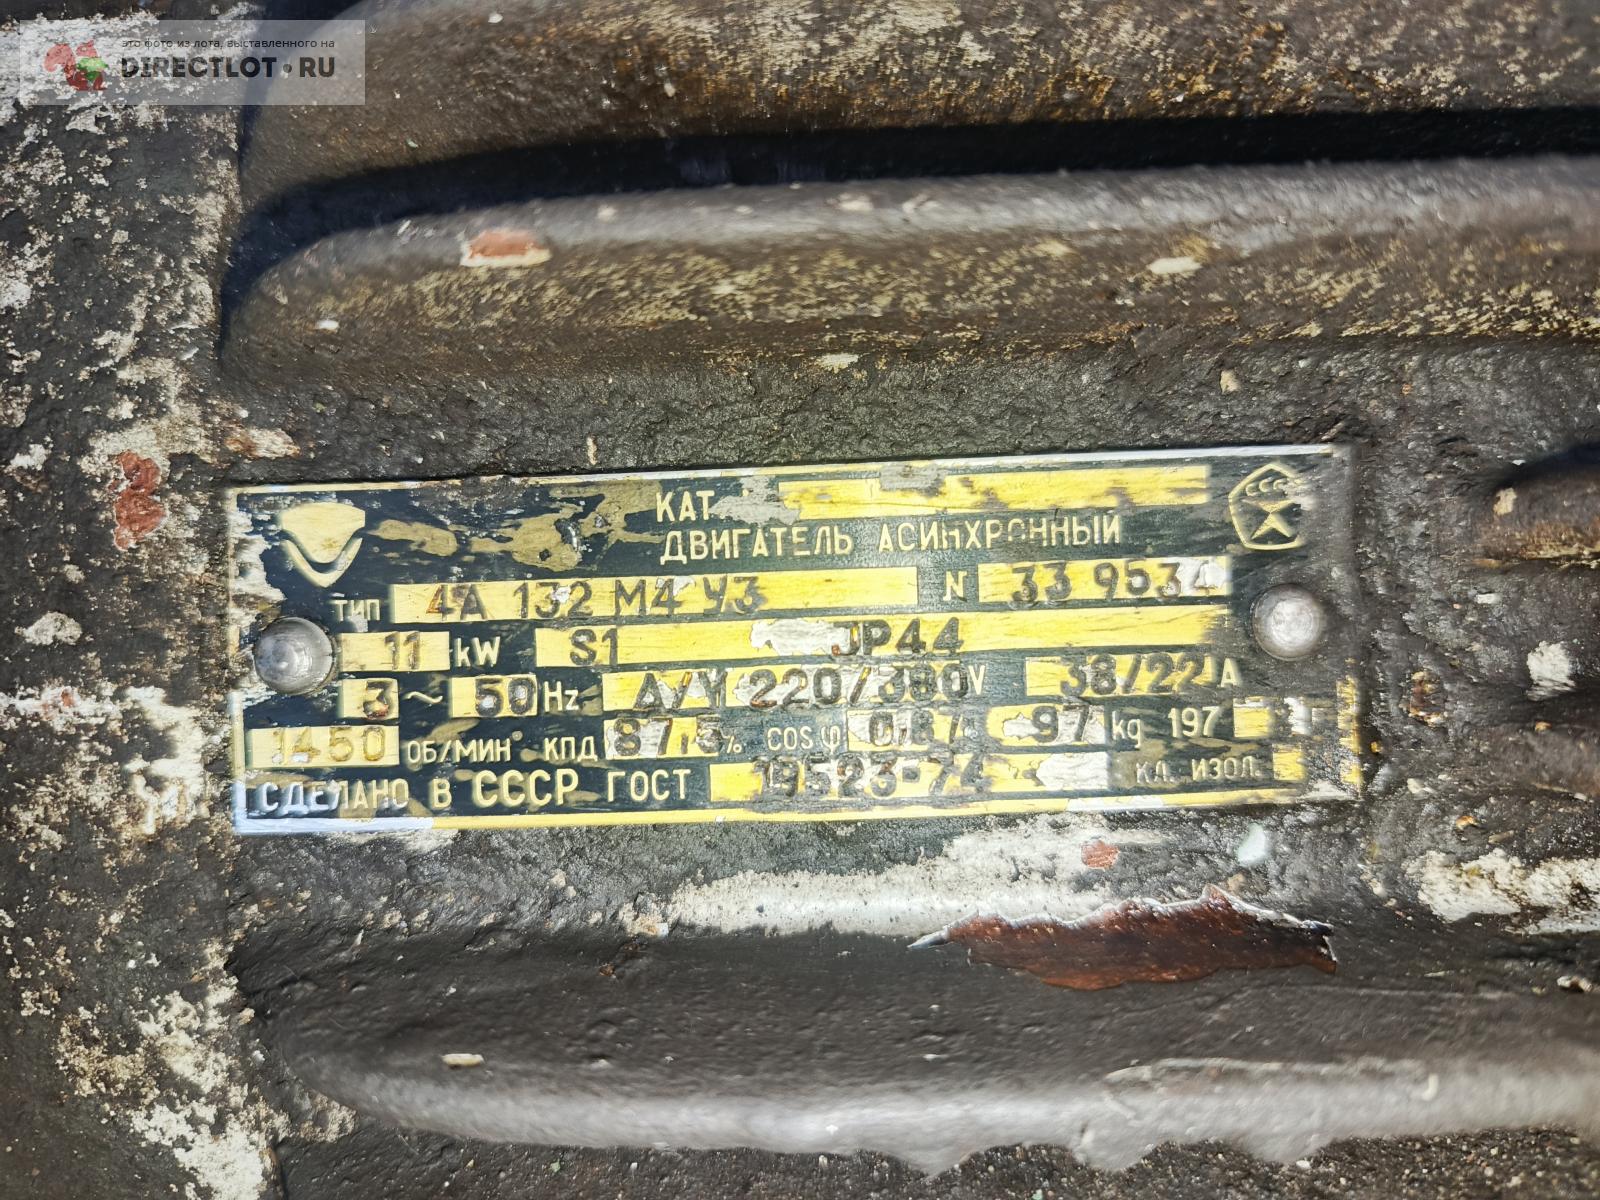 это фото из лота, выставленного на
DIRECTLOT.RU
КАТ
ДВИГАТЕЛЬ АСИНХРОННЫЙ
ССС
ТИП 4А 132 М4 У3 N 33 9534
11 kW S1 JP44
3 ~ 50 Hz Δ/Y 220/380 V 38/22 A
1450 ОБ/МИН КПД 87,5 % COS φ 0,87 97 kg 197
СДЕЛАНО В СССР ГОСТ 19523-74 КЛ. ИЗОЛ.